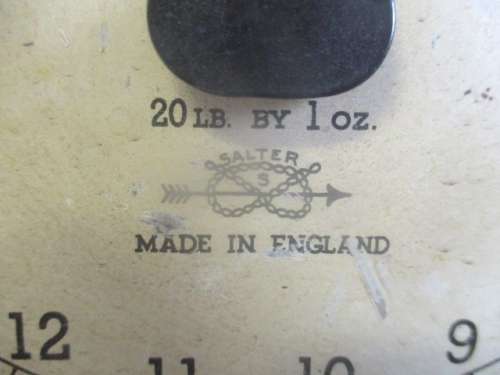 20 LB. BY 1 oz.
SALTER
S
MADE IN ENGLAND
12 11 10 9